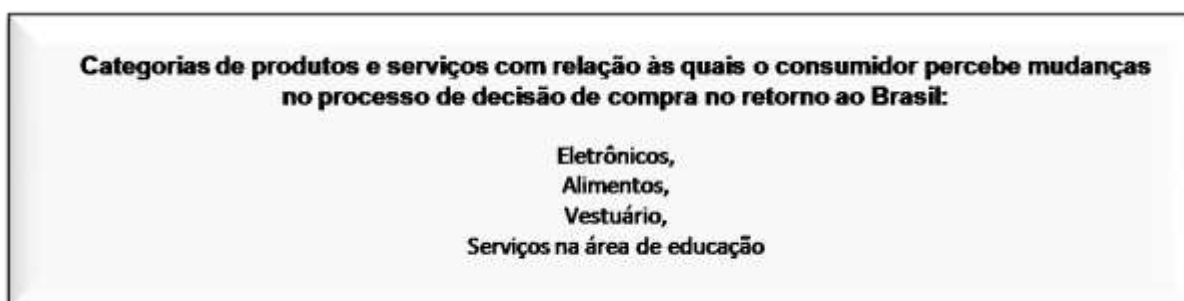 Categorias de produtos e serviços com relação às quais o consumidor percebe mudanças
no processo de decisão de compra no retorno ao Brasil:
Eletrônicos,
Alimentos,
Vestuário,
Serviços na área de educação